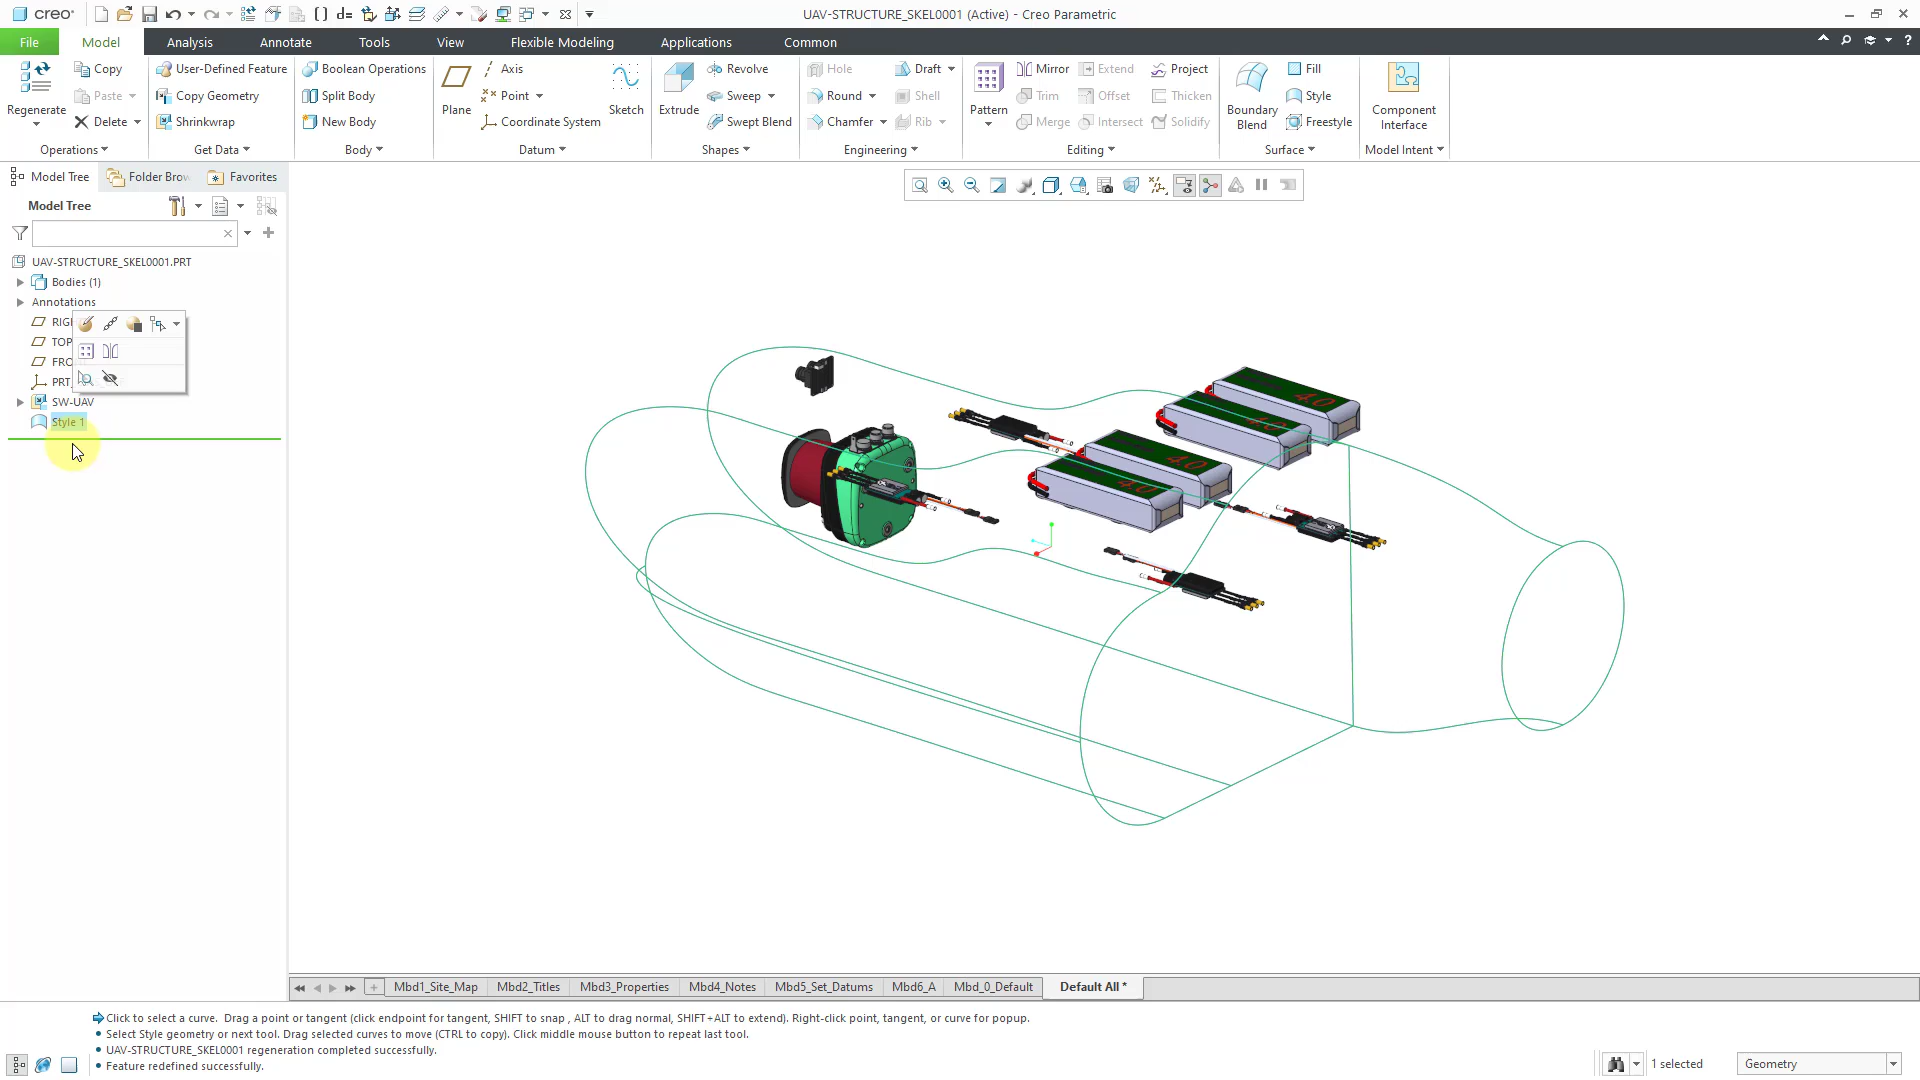 creo
UAV-STRUCTURE_SKEL0001 (Active) - Creo Parametric
File Model Analysis Annotate Tools View Flexible Modeling Applications Common
Regenerate
Copy
Paste
Delete
Operations
User-Defined Feature
Copy Geometry
Shrinkwrap
Get Data
Boolean Operations
Split Body
New Body
Body
Plane
Axis
Point
Coordinate System
Sketch
Datum
Extrude
Revolve
Sweep
Swept Blend
Shapes
Hole
Round
Chamfer
Draft
Shell
Rib
Engineering
Pattern
Mirror
Trim
Merge
Extend
Offset
Intersect
Project
Thicken
Solidify
Editing
Boundary Blend
Fill
Style
Freestyle
Surface
Component Interface
Model Intent
Model Tree Folder Brow Favorites
Model Tree
UAV-STRUCTURE_SKEL0001.PRT
Bodies (1)
Annotations
RIG
TOP
FRO
PRT
SW-UAV
Style 1
4.0
4.0
4.0
4.0
Mbd1_Site_Map Mbd2_Titles Mbd3_Properties Mbd4_Notes Mbd5_Set_Datums Mbd6_A Mbd_0_Default Default All *
Click to select a curve. Drag a point or tangent (click endpoint for tangent, SHIFT to snap , ALT to drag normal, SHIFT+ALT to extend). Right-click point, tangent, or curve for popup.
• Select Style geometry or next tool. Drag selected curves to move (CTRL to copy). Click middle mouse button to repeat last tool.
• UAV-STRUCTURE_SKEL0001 regeneration completed successfully.
• Feature redefined successfully.
1 selected
Geometry